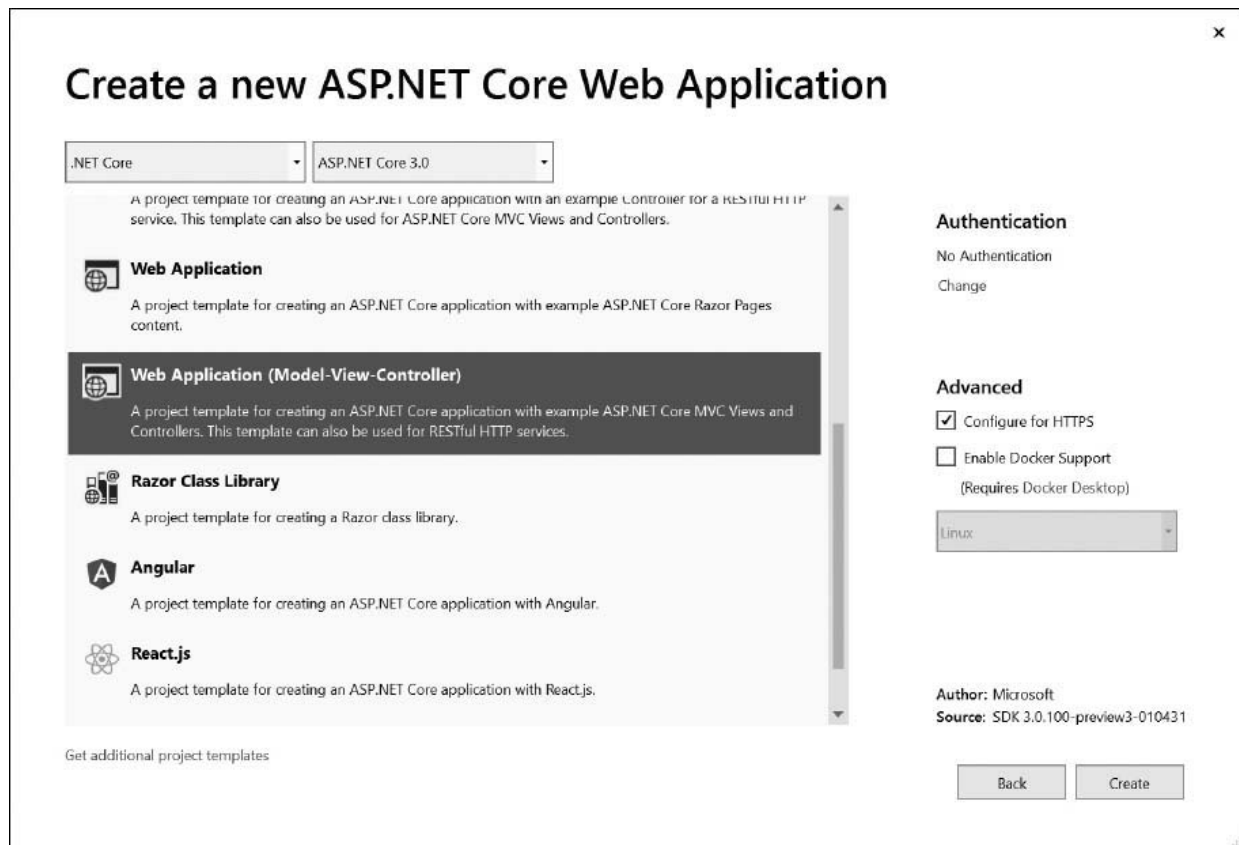 ×
Create a new ASP.NET Core Web Application
.NET Core
ASP.NET Core 3.0
A project template for creating an ASP.NET Core application with an example Controller for a RESTful HTTP
service. This template can also be used for ASP.NET Core MVC Views and Controllers.
Web Application
A project template for creating an ASP.NET Core application with example ASP.NET Core Razor Pages
content.
Web Application (Model-View-Controller)
A project template for creating an ASP.NET Core application with example ASP.NET Core MVC Views and
Controllers. This template can also be used for RESTful HTTP services.
Razor Class Library
A project template for creating a Razor class library.
Angular
A project template for creating an ASP.NET Core application with Angular.
React.js
A project template for creating an ASP.NET Core application with React.js.
Get additional project templates
Authentication
No Authentication
Change
Advanced
Configure for HTTPS
Enable Docker Support
(Requires Docker Desktop)
Linux
Author: Microsoft
Source: SDK 3.0.100-preview3-010431
Back
Create